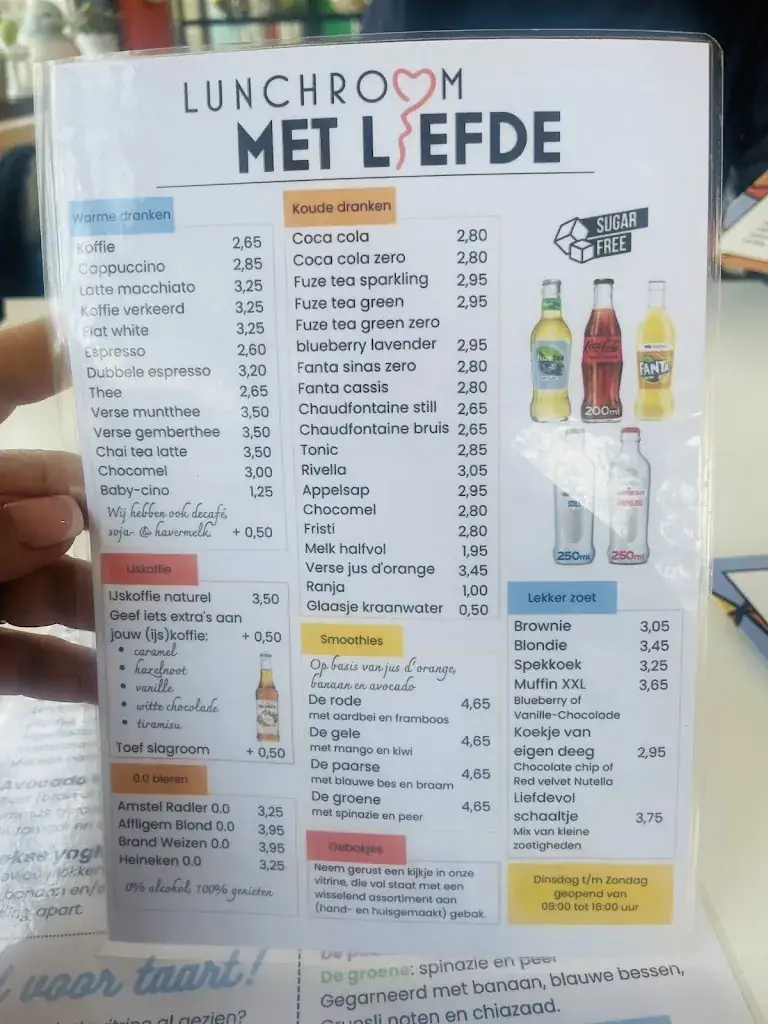 LUNCHROOM
MET LIEFDE
Warme dranken
Koffie 2,65
Cappuccino 2,85
Latte macchiato 3,25
Koffie verkeerd 3,25
Flat white 3,25
Espresso 2,60
Dubbele espresso 3,20
Thee 2,65
Verse muntthee 3,50
Verse gemberthee 3,50
Chai tea latte 3,50
Chocomel 3,00
Baby-cino 1,25
Wij hebben ook decafé,
soja- & havermelk + 0,50
IJskoffie
IJskoffie naturel 3,50
Geef iets extra's aan
jouw (ijs)koffie: + 0,50
• caramel
• hazelnoot
• vanille
• witte chocolade
• tiramisu
Toef slagroom + 0,50
0.0 bieren
Amstel Radler 0.0 3,25
Affligem Blond 0.0 3,95
Brand Weizen 0.0 3,95
Heineken 0.0 3,25
0% alcohol, 100% genieten
Koude dranken
Coca cola 2,80
Coca cola zero 2,80
Fuze tea sparkling 2,95
Fuze tea green 2,95
Fuze tea green zero
blueberry lavender 2,95
Fanta sinas zero 2,80
Fanta cassis 2,80
Chaudfontaine still 2,65
Chaudfontaine bruis 2,65
Tonic 2,85
Rivella 3,05
Appelsap 2,95
Chocomel 2,80
Fristi 2,80
Melk halfvol 1,95
Verse jus d'orange 3,45
Ranja 1,00
Glaasje kraanwater 0,50
Smoothies
Op basis van jus d'orange,
banaan en avocado
De rode 4,65
met aardbei en framboos
De gele 4,65
met mango en kiwi
De paarse 4,65
met blauwe bes en braam
De groene 4,65
met spinazie en peer
Gebakjes
Neem gerust een kijkje in onze
vitrine, die vol staat met een
wisselend assortiment aan
(hand- en huisgemaakt) gebak.
SUGAR
FREE
fuze tea
Coca-Cola
FANTA
200ml
250ml
250ml
Lekker zoet
Brownie 3,05
Blondie 3,45
Spekkoek 3,25
Muffin XXL 3,65
Blueberry of
Vanille-Chocolade
Koekje van
eigen deeg 2,95
Chocolate chip of
Red velvet Nutella
Liefdevol
schaaltje 3,75
Mix van kleine
zoetigheden
Dinsdag t/m Zondag
geopend van
08:00 tot 16:00 uur
Avocado
apart.
voor taart!
De groene: spinazie en peer
Gegarneerd met banaan, blauwe bessen,
Cruesli noten en chiazaad.